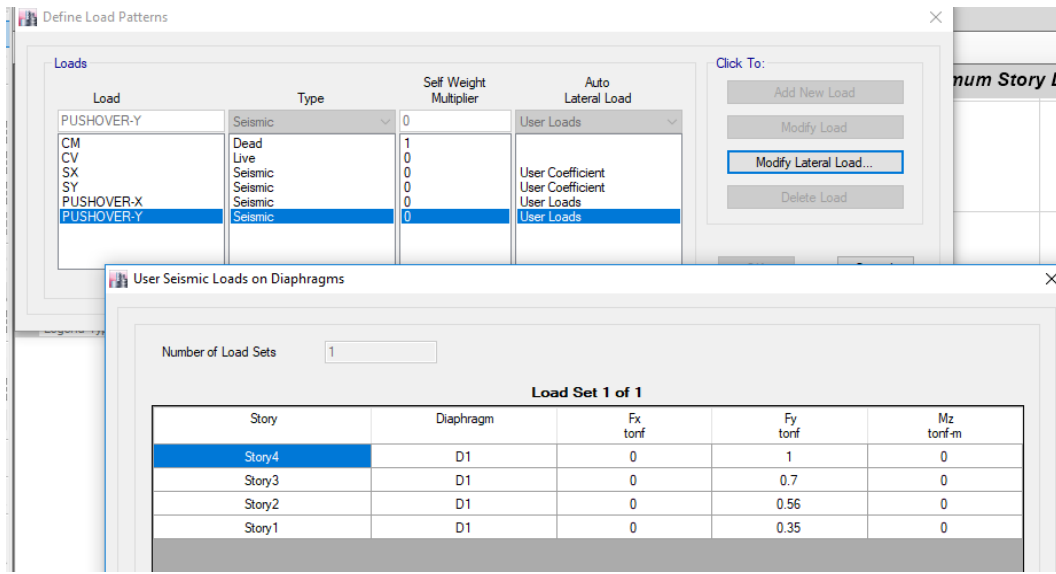 Define Load Patterns
mum Story
Loads
Click To:
Load
Type
Self Weight
Multiplier
Auto
Lateral Load
PUSHOVER-Y Seismic 0 User Loads
CM Dead 1
CV Live 0
SX Seismic 0 User Coefficient
SY Seismic 0 User Coefficient
PUSHOVER-X Seismic 0 User Loads
PUSHOVER-Y Seismic 0 User Loads
Add New Load
Modify Load
Modify Lateral Load...
Delete Load
User Seismic Loads on Diaphragms
Number of Load Sets 1
Load Set 1 of 1
Story Diaphragm Fx Fy Mz
tonf tonf tonf-m
Story4 D1 0 1 0
Story3 D1 0 0.7 0
Story2 D1 0 0.56 0
Story1 D1 0 0.35 0